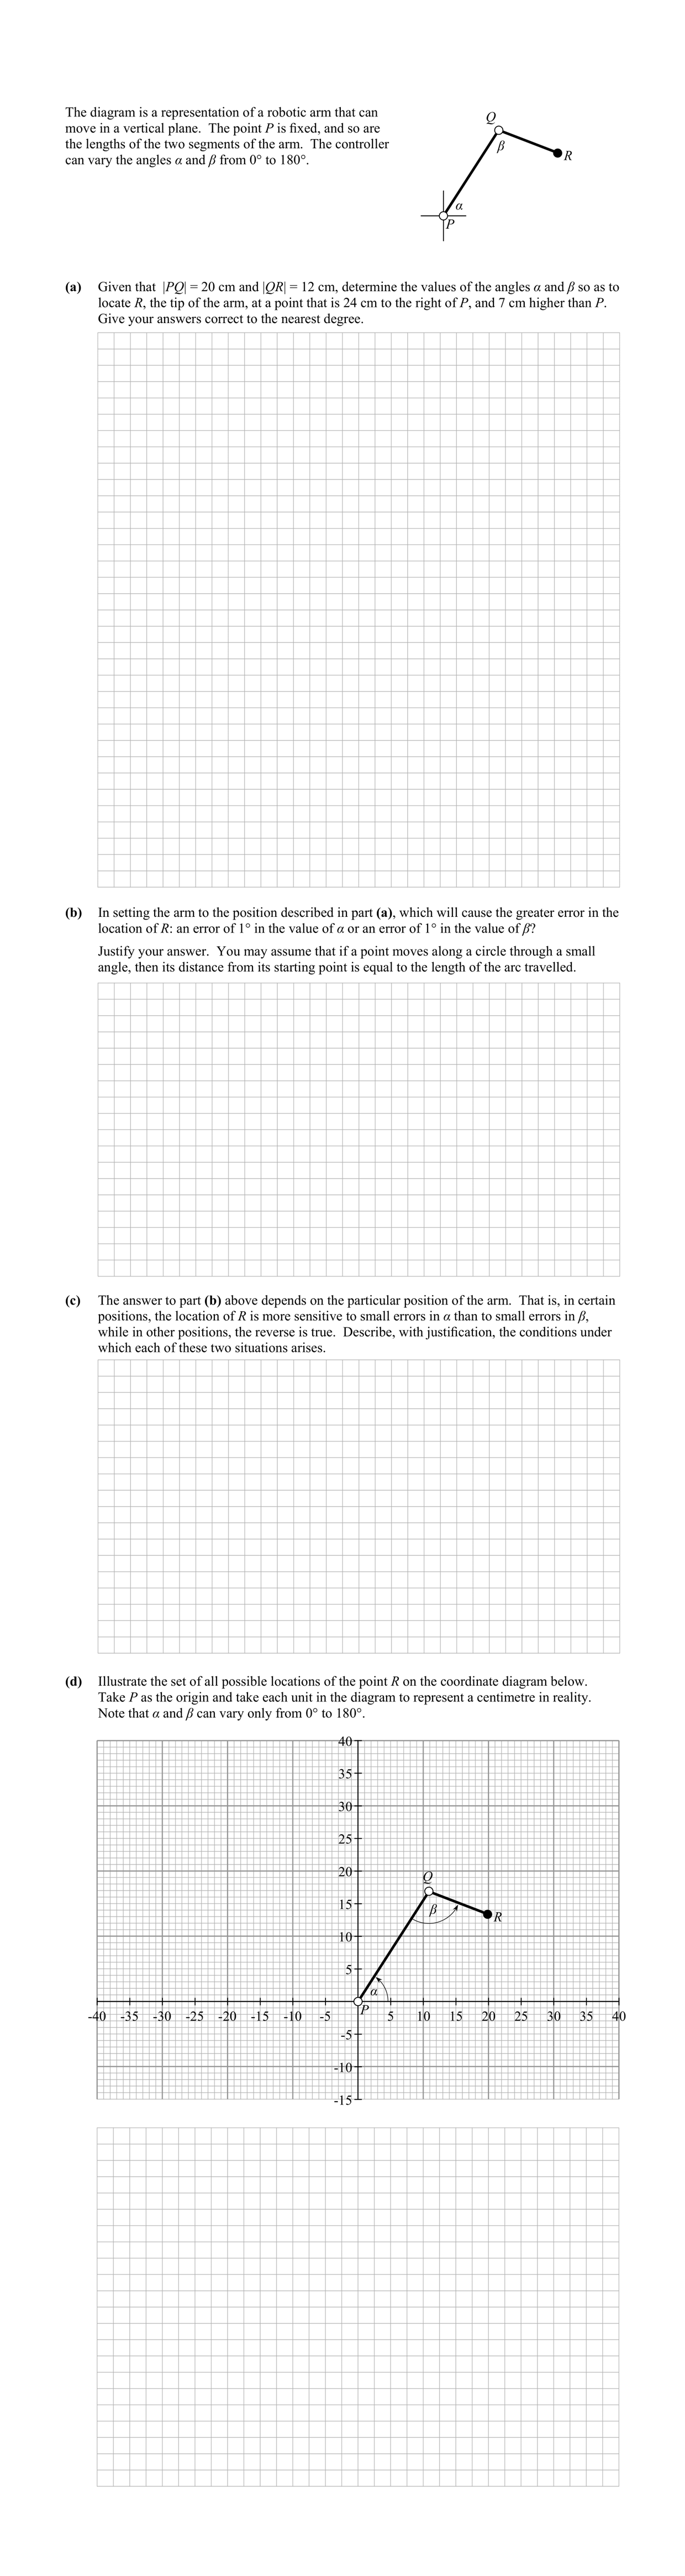 The diagram is a representation of a robotic arm that can
move in a vertical plane. The point P is fixed, and so are
the lengths of the two segments of the arm. The controller
can vary the angles α and β from 0° to 180°.
Q
β
R
α
P
(a) Given that |PQ| = 20 cm and |QR| = 12 cm, determine the values of the angles α and β so as to
locate R, the tip of the arm, at a point that is 24 cm to the right of P, and 7 cm higher than P.
Give your answers correct to the nearest degree.
(b) In setting the arm to the position described in part (a), which will cause the greater error in the
location of R: an error of 1° in the value of α or an error of 1° in the value of β?
Justify your answer. You may assume that if a point moves along a circle through a small
angle, then its distance from its starting point is equal to the length of the arc travelled.
(c) The answer to part (b) above depends on the particular position of the arm. That is, in certain
positions, the location of R is more sensitive to small errors in α than to small errors in β,
while in other positions, the reverse is true. Describe, with justification, the conditions under
which each of these two situations arises.
(d) Illustrate the set of all possible locations of the point R on the coordinate diagram below.
Take P as the origin and take each unit in the diagram to represent a centimetre in reality.
Note that α and β can vary only from 0° to 180°.
40
35
30
25
20
Q
15
β
R
10
5
α
P
-40 -35 -30 -25 -20 -15 -10 -5 5 10 15 20 25 30 35 40
-5
-10
-15